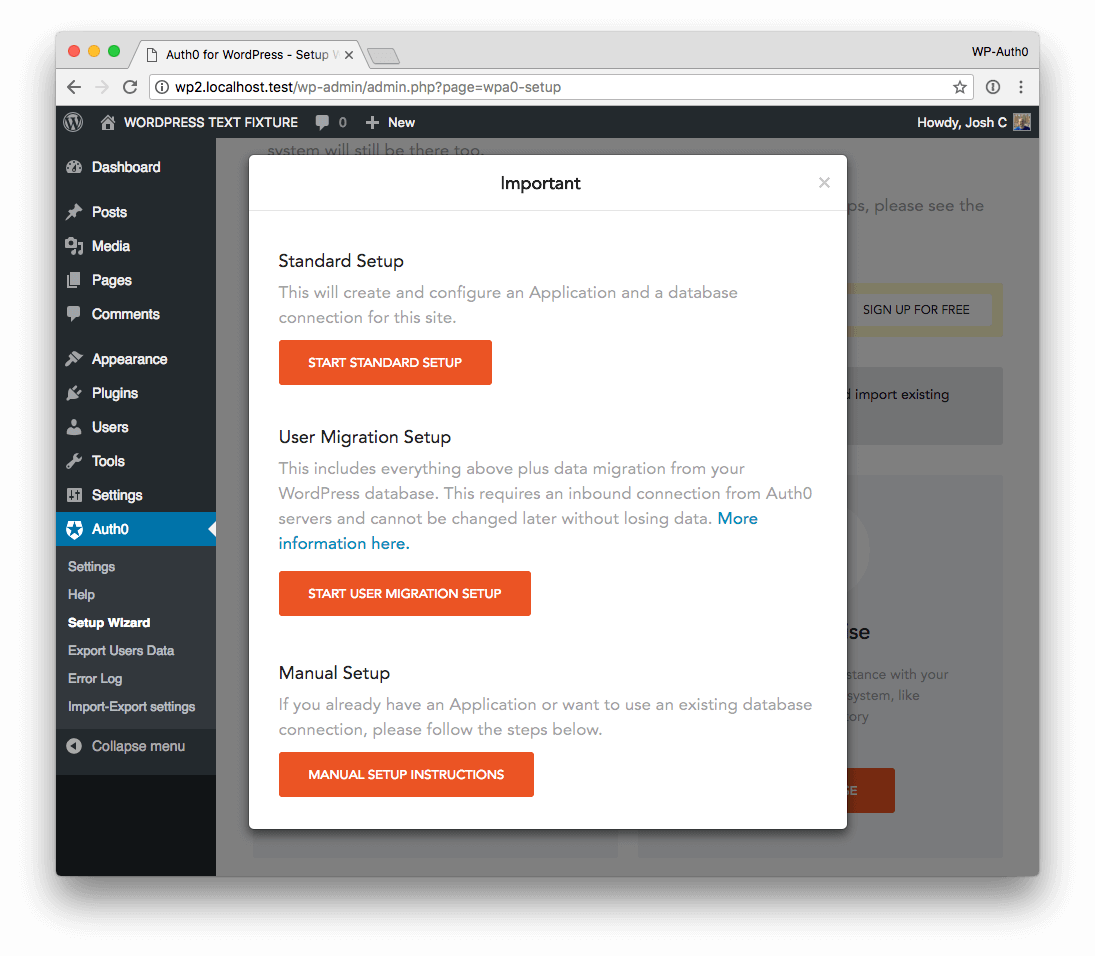 Auth0 for WordPress - Setup W
WP-Auth0
wp2.localhost.test/wp-admin/admin.php?page=wpa0-setup
WORDPRESS TEXT FIXTURE 0 New
Howdy, Josh C
Dashboard
Posts
Media
Pages
Comments
Appearance
Plugins
Users
Tools
Settings
Auth0
Settings
Help
Setup Wizard
Export Users Data
Error Log
Import-Export settings
Collapse menu
system will still be there too.
Important
Standard Setup
This will create and configure an Application and a database
connection for this site.
START STANDARD SETUP
User Migration Setup
This includes everything above plus data migration from your
WordPress database. This requires an inbound connection from Auth0
servers and cannot be changed later without losing data. More
information here.
START USER MIGRATION SETUP
Manual Setup
If you already have an Application or want to use an existing database
connection, please follow the steps below.
MANUAL SETUP INSTRUCTIONS
please see the
SIGN UP FOR FREE
import existing
with your
like